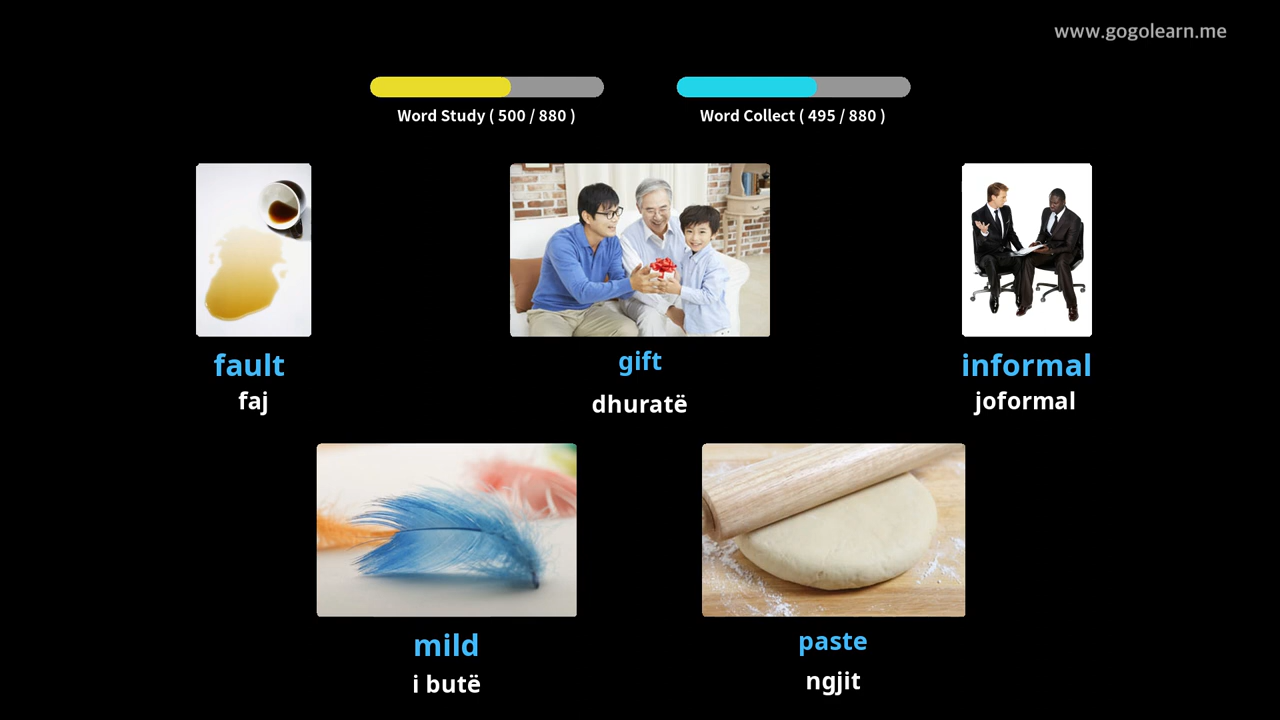 www.gogolearn.me
Word Study ( 500 / 880 )
Word Collect ( 495 / 880 )
fault
faj
gift
dhuratë
informal
joformal
mild
i butë
paste
ngjit